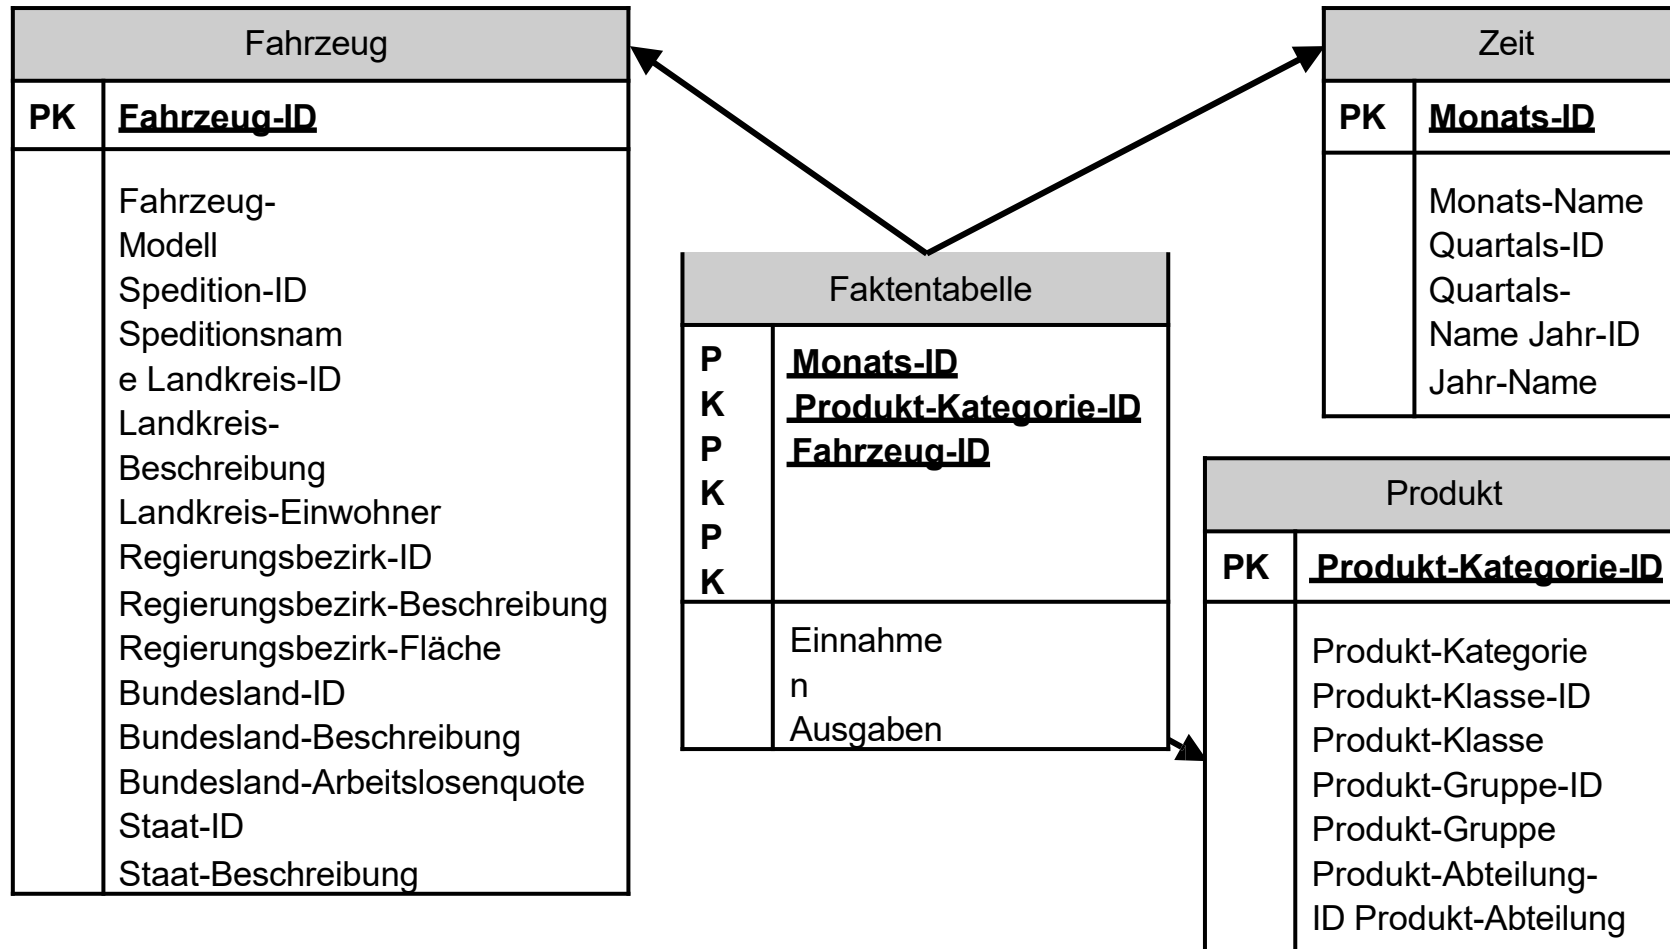 Fahrzeug
PK Fahrzeug-ID
Fahrzeug-
Modell
Spedition-ID
Speditionsnam
e Landkreis-ID
Landkreis-
Beschreibung
Landkreis-Einwohner
Regierungsbezirk-ID
Regierungsbezirk-Beschreibung
Regierungsbezirk-Fläche
Bundesland-ID
Bundesland-Beschreibung
Bundesland-Arbeitslosenquote
Staat-ID
Staat-Beschreibung
Faktentabelle
P Monats-ID
K Produkt-Kategorie-ID
P Fahrzeug-ID
K
P
K
Einnahme
n
Ausgaben
Zeit
PK Monats-ID
Monats-Name
Quartals-ID
Quartals-
Name Jahr-ID
Jahr-Name
Produkt
PK Produkt-Kategorie-ID
Produkt-Kategorie
Produkt-Klasse-ID
Produkt-Klasse
Produkt-Gruppe-ID
Produkt-Gruppe
Produkt-Abteilung-
ID Produkt-Abteilung